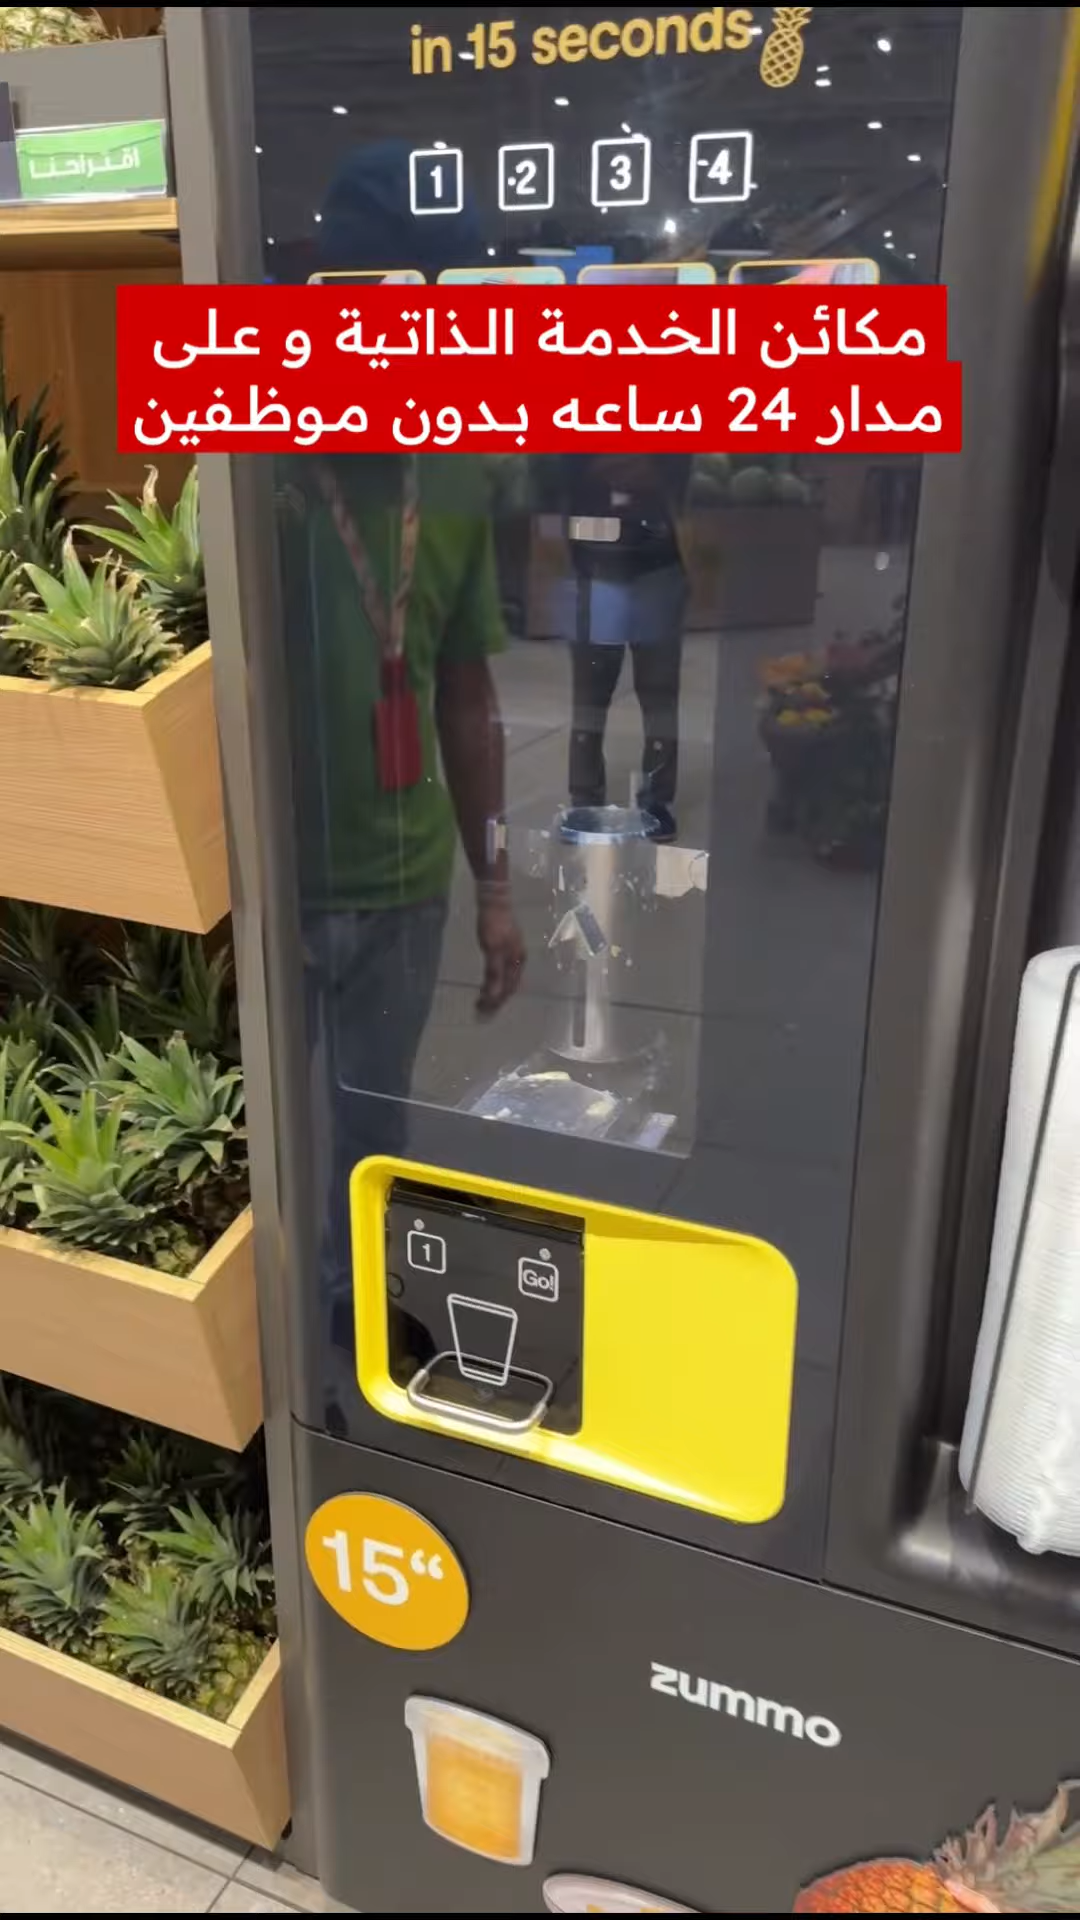 in 15 seconds
1 2 3 4
اقتراحنا
مكائن الخدمة الذاتية و على
مدار 24 ساعه بدون موظفين
1
Go!
15“
zummo